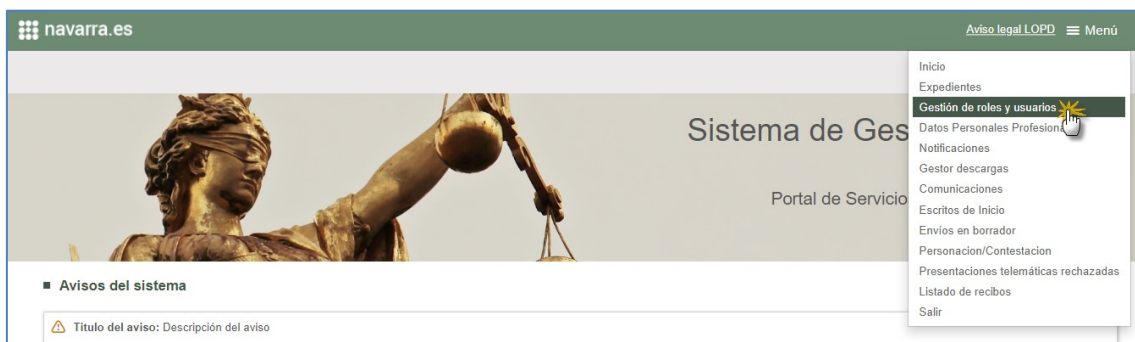 navarra.es
Aviso legal LOPD Menú
Inicio
Expedientes
Gestión de roles y usuarios
Datos Personales
Notificaciones
Gestor descargas
Comunicaciones
Escritos de Inicio
Envíos en borrador
Personacion/Contestacion
Presentaciones telemáticas rechazadas
Listado de recibos
Salir
Sistema de Ges
Portal de Servicio
Avisos del sistema
Titulo del aviso: Descripción del aviso